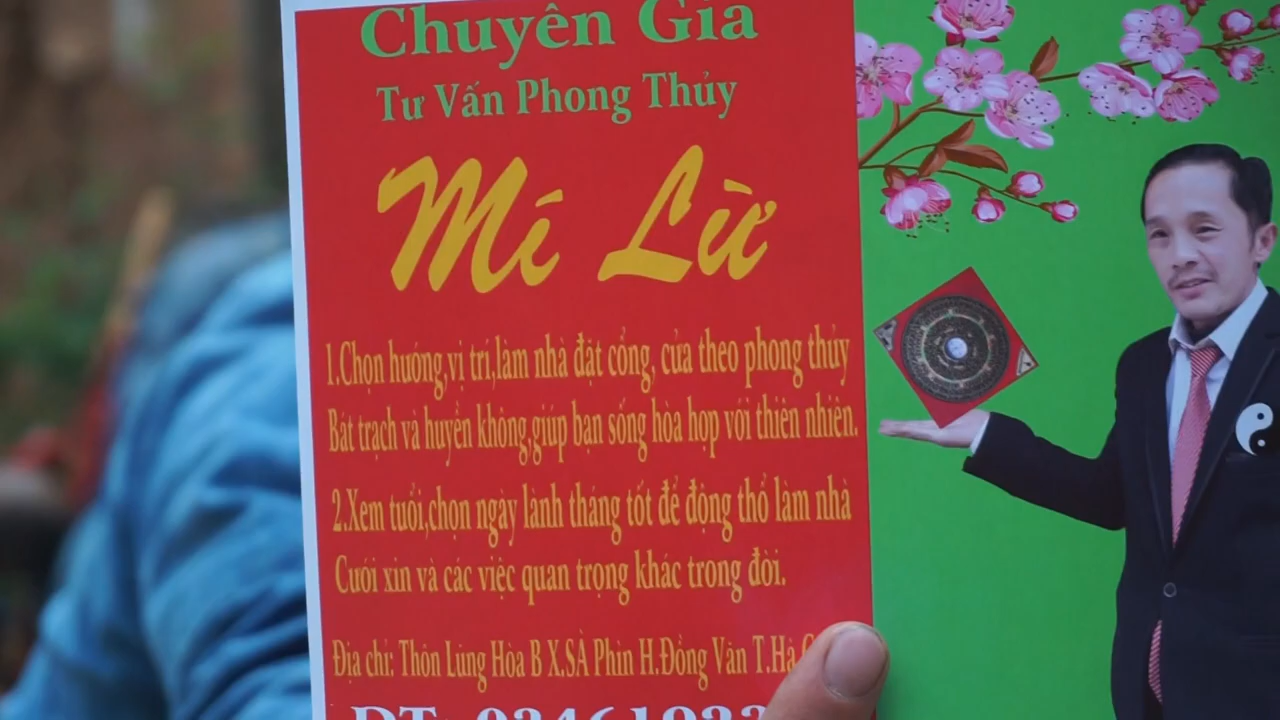 Chuyên Gia
Tư Vấn Phong Thủy
Mí Lừ
1.Chọn hướng,vị trí,làm nhà đặt cổng, cửa theo phong thủy
Bát trạch và huyền không,giúp bạn sống hòa hợp với thiên nhiên.
2.Xem tuổi,chọn ngày lành tháng tốt để động thổ làm nhà
Cưới xin và các việc quan trọng khác trong đời.
Địa chỉ: Thôn Lùng Hòa B X.SÀ Phìn H.Đồng Văn T.Hà
ĐT: